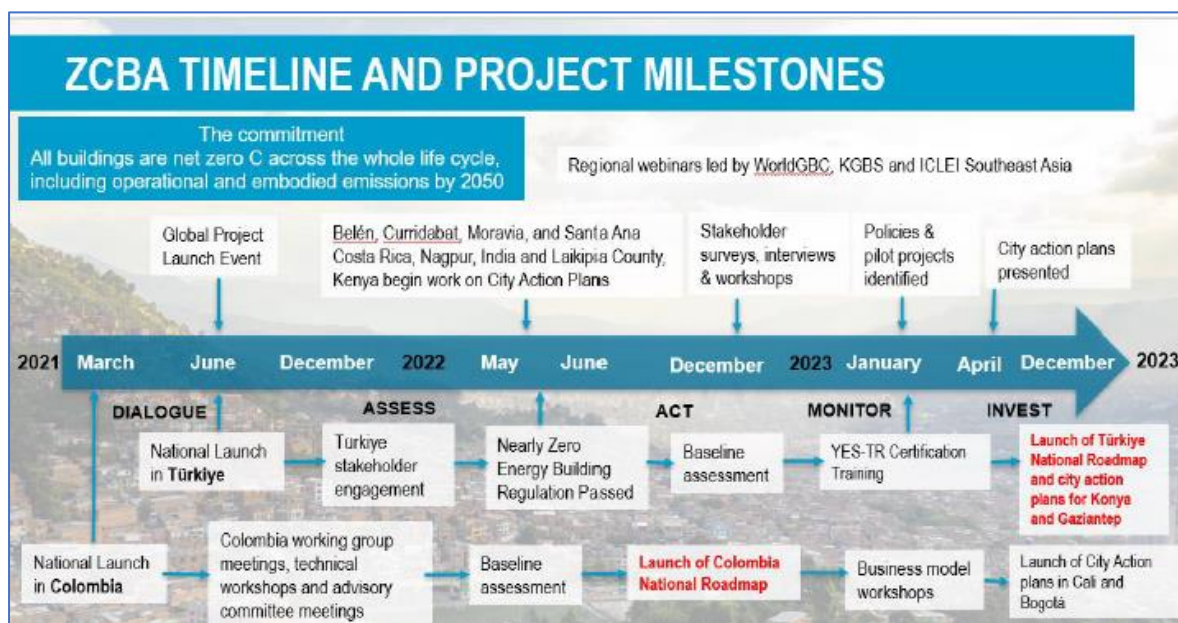 ZCBA TIMELINE AND PROJECT MILESTONES
The commitment
All buildings are net zero C across the whole life cycle,
including operational and embodied emissions by 2050
Regional webinars led by WorldGBC, KGBS and ICLEI Southeast Asia
Global Project
Launch Event
Belén, Curridabat, Moravia, and Santa Ana
Costa Rica, Nagpur, India and Laikipia County,
Kenya begin work on City Action Plans
Stakeholder
surveys, interviews
& workshops
Policies &
pilot projects
identified
City action plans
presented
2021 March June December 2022 May June December 2023 January April December 2023
DIALOGUE ASSESS ACT MONITOR INVEST
National Launch
in Türkiye
Türkiye
stakeholder
engagement
Nearly Zero
Energy Building
Regulation Passed
Baseline
assessment
YES-TR Certification
Training
Launch of Türkiye
National Roadmap
and city action
plans for Konya
and Gaziantep
National Launch
in Colombia
Colombia working group
meetings, technical
workshops and advisory
committee meetings
Baseline
assessment
Launch of Colombia
National Roadmap
Business model
workshops
Launch of City Action
plans in Cali and
Bogotá